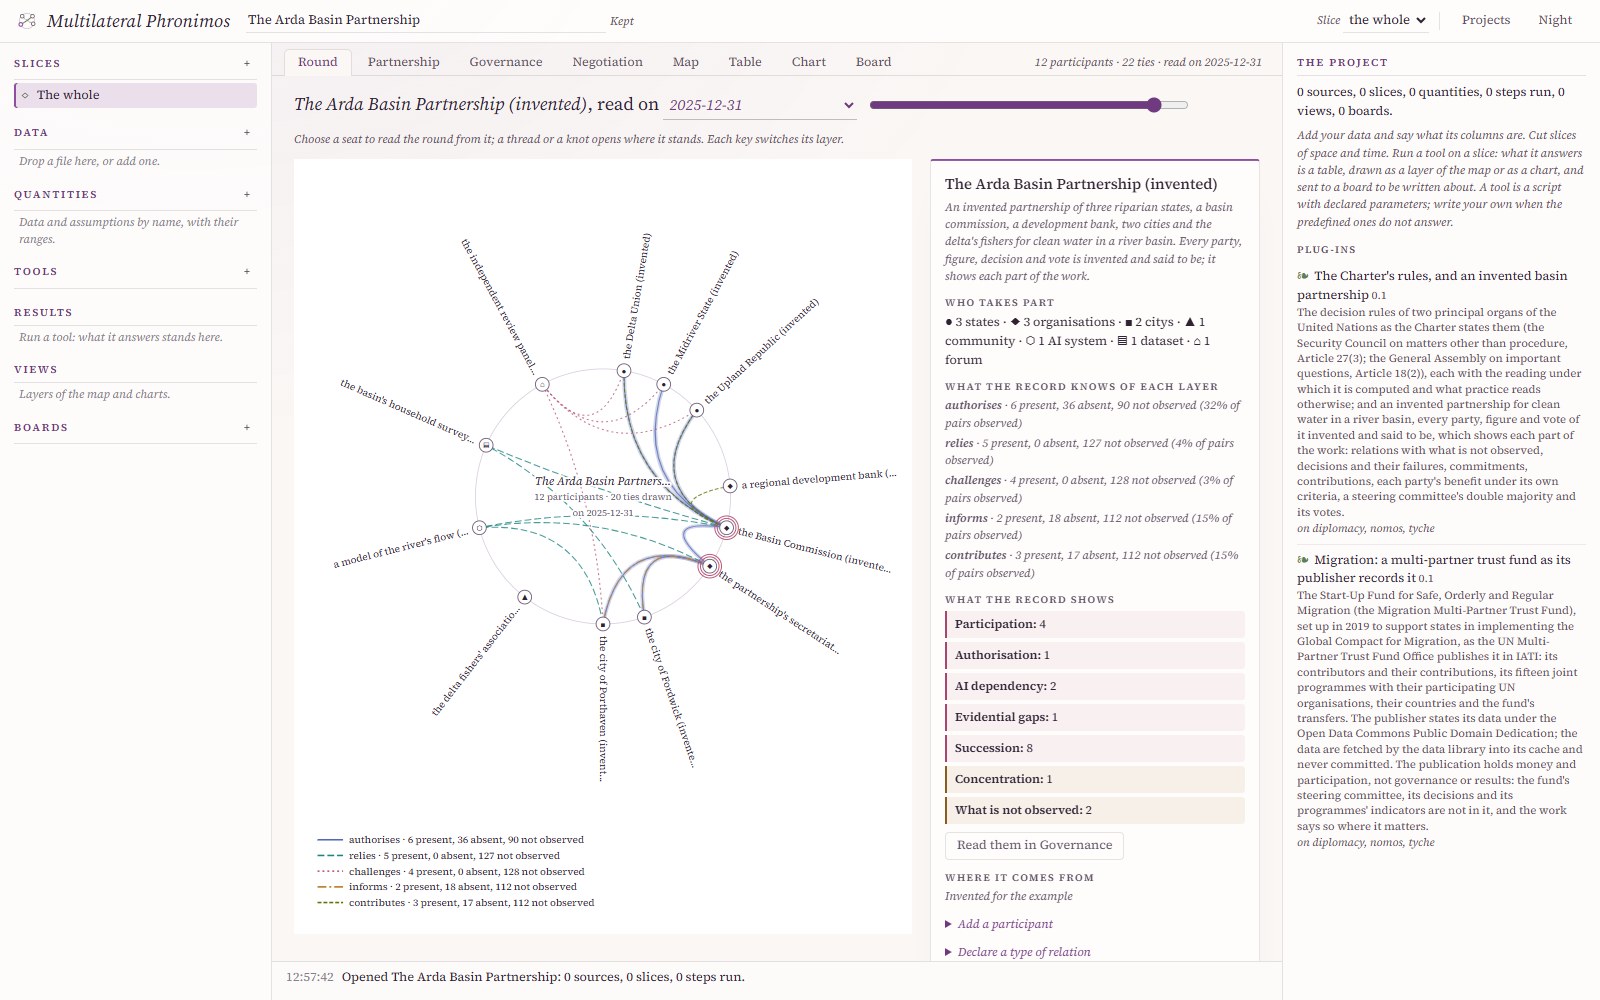 Multilateral Phronimos
The Arda Basin Partnership
Kept
Slice the whole
Projects
Night
SLICES +
The whole
DATA +
Drop a file here, or add one.
QUANTITIES +
Data and assumptions by name, with their
ranges.
TOOLS +
RESULTS
Run a tool: what it answers stands here.
VIEWS
Layers of the map and charts.
BOARDS +
Round Partnership Governance Negotiation Map Table Chart Board
12 participants · 22 ties · read on 2025-12-31
The Arda Basin Partnership (invented), read on 2025-12-31
Choose a seat to read the round from it; a thread or a knot opens where it stands. Each key switches its layer.
the independent review panel...
the Delta Union (invented)
the Midriver State (invented)
the Upland Republic (invented)
the basin's household survey...
a regional development bank (...
The Arda Basin Partners...
12 participants · 20 ties drawn
on 2025-12-31
the Basin Commission (invente...
a model of the river's flow (...
the partnership's secretariat...
the delta fishers' associatio...
the city of Porthaven (invent...
the city of Fordwick (invente...
authorises · 6 present, 36 absent, 90 not observed
relies · 5 present, 0 absent, 127 not observed
challenges · 4 present, 0 absent, 128 not observed
informs · 2 present, 18 absent, 112 not observed
contributes · 3 present, 17 absent, 112 not observed
The Arda Basin Partnership (invented)
An invented partnership of three riparian states, a basin
commission, a development bank, two cities and the
delta's fishers for clean water in a river basin. Every party,
figure, decision and vote is invented and said to be; it
shows each part of the work.
WHO TAKES PART
● 3 states · ◆ 3 organisations · ■ 2 citys · ▲ 1
community · ⬡ 1 AI system · ▤ 1 dataset · ⌂ 1
forum
WHAT THE RECORD KNOWS OF EACH LAYER
authorises · 6 present, 36 absent, 90 not observed (32% of
pairs observed)
relies · 5 present, 0 absent, 127 not observed (4% of pairs
observed)
challenges · 4 present, 0 absent, 128 not observed (3% of
pairs observed)
informs · 2 present, 18 absent, 112 not observed (15% of
pairs observed)
contributes · 3 present, 17 absent, 112 not observed (15%
of pairs observed)
WHAT THE RECORD SHOWS
Participation: 4
Authorisation: 1
AI dependency: 2
Evidential gaps: 1
Succession: 8
Concentration: 1
What is not observed: 2
Read them in Governance
WHERE IT COMES FROM
Invented for the example
▶ Add a participant
▶ Declare a type of relation
12:57:42 Opened The Arda Basin Partnership: 0 sources, 0 slices, 0 steps run.
THE PROJECT
0 sources, 0 slices, 0 quantities, 0 steps run, 0
views, 0 boards.
Add your data and say what its columns are. Cut slices
of space and time. Run a tool on a slice: what it answers
is a table, drawn as a layer of the map or as a chart, and
sent to a board to be written about. A tool is a script
with declared parameters; write your own when the
predefined ones do not answer.
PLUG-INS
The Charter's rules, and an invented basin
partnership 0.1
The decision rules of two principal organs of the
United Nations as the Charter states them (the
Security Council on matters other than procedure,
Article 27(3); the General Assembly on important
questions, Article 18(2)), each with the reading under
which it is computed and what practice reads
otherwise; and an invented partnership for clean
water in a river basin, every party, figure and vote of
it invented and said to be, which shows each part of
the work: relations with what is not observed,
decisions and their failures, commitments,
contributions, each party's benefit under its own
criteria, a steering committee's double majority and
its votes.
on diplomacy, nomos, tyche
Migration: a multi-partner trust fund as its
publisher records it 0.1
The Start-Up Fund for Safe, Orderly and Regular
Migration (the Migration Multi-Partner Trust Fund),
set up in 2019 to support states in implementing the
Global Compact for Migration, as the UN Multi-
Partner Trust Fund Office publishes it in IATI: its
contributors and their contributions, its fifteen joint
programmes with their participating UN
organisations, their countries and the fund's
transfers. The publisher states its data under the
Open Data Commons Public Domain Dedication; the
data are fetched by the data library into its cache and
never committed. The publication holds money and
participation, not governance or results: the fund's
steering committee, its decisions and its
programmes' indicators are not in it, and the work
says so where it matters.
on diplomacy, nomos, tyche